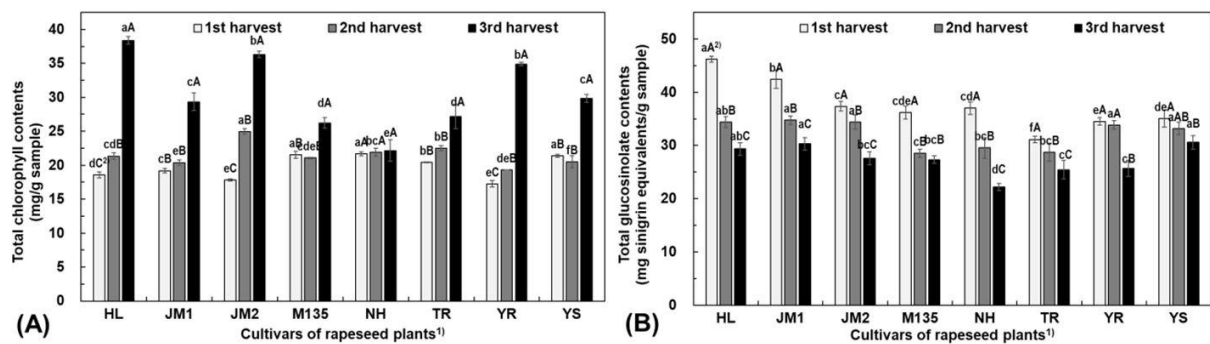 1st harvest 2nd harvest 3rd harvest
Total chlorophyll contents
(mg/g sample)
40
35
30
25
20
15
10
5
0
dC²
cdB
aA
cB
eB
cA
eC
aB
bA
aB
cdeB
dA
aA
abcA
eA
bB
bB
dA
eC
deB
bA
aB
fB
cA
HL JM1 JM2 M135 NH TR YR YS
Cultivars of rapeseed plants¹⁾
(A)
1st harvest 2nd harvest 3rd harvest
Total glucosinolate contents
(mg sinigrin equivalents/g sample)
50
40
30
20
10
0
aA²⁾
abB
abC
bA
aB
aC
cA
aB
bcC
cdeA
cB
bcB
cdA
bcB
dC
fA
bcB
cC
eA
aA
cB
deA
aAB
aB
HL JM1 JM2 M135 NH TR YR YS
Cultivars of rapeseed plants¹⁾
(B)